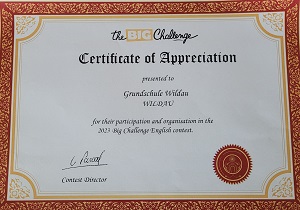 the BIG Challenge
Certificate of Appreciation
presented to
Grundschule Wildau
WILDAU
for their participation and organisation in the
2023 Big Challenge English contest.
Contest Director